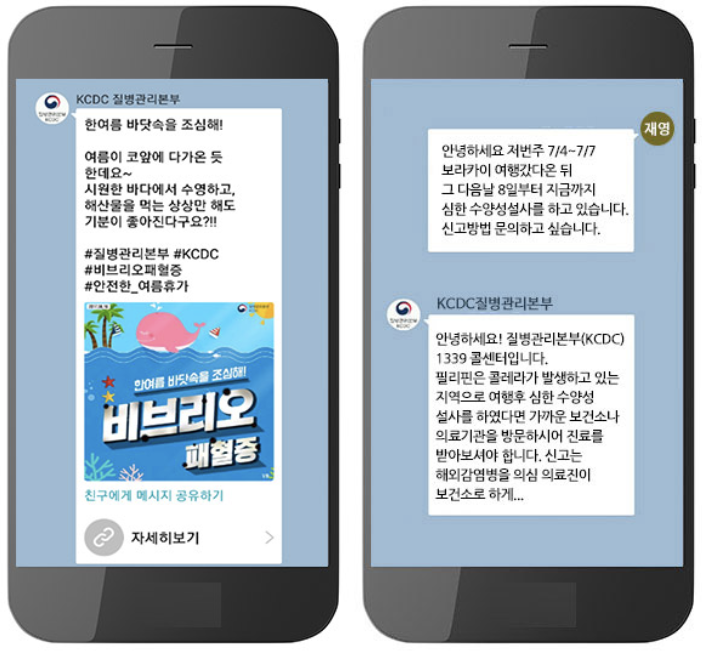 KCDC 질병관리본부
한여름 바닷속을 조심해!
여름이 코앞에 다가온 듯
한데요~
시원한 바다에서 수영하고,
해산물을 먹는 상상만 해도
기분이 좋아진다구요?!!
#질병관리본부 #KCDC
#비브리오패혈증
#안전한_여름휴가
한여름 바닷속을 조심해!
비브리오
패혈증
친구에게 메시지 공유하기
자세히보기
재영
안녕하세요 저번주 7/4~7/7
보라카이 여행갔다온 뒤
그 다음날 8일부터 지금까지
심한 수양성설사를 하고 있습니다.
신고방법 문의하고 싶습니다.
KCDC질병관리본부
안녕하세요! 질병관리본부(KCDC)
1339 콜센터입니다.
필리핀은 콜레라가 발생하고 있는
지역으로 여행후 심한 수양성
설사를 하였다면 가까운 보건소나
의료기관을 방문하시어 진료를
받아보셔야 합니다. 신고는
해외감염병을 의심 의료진이
보건소로 하게...